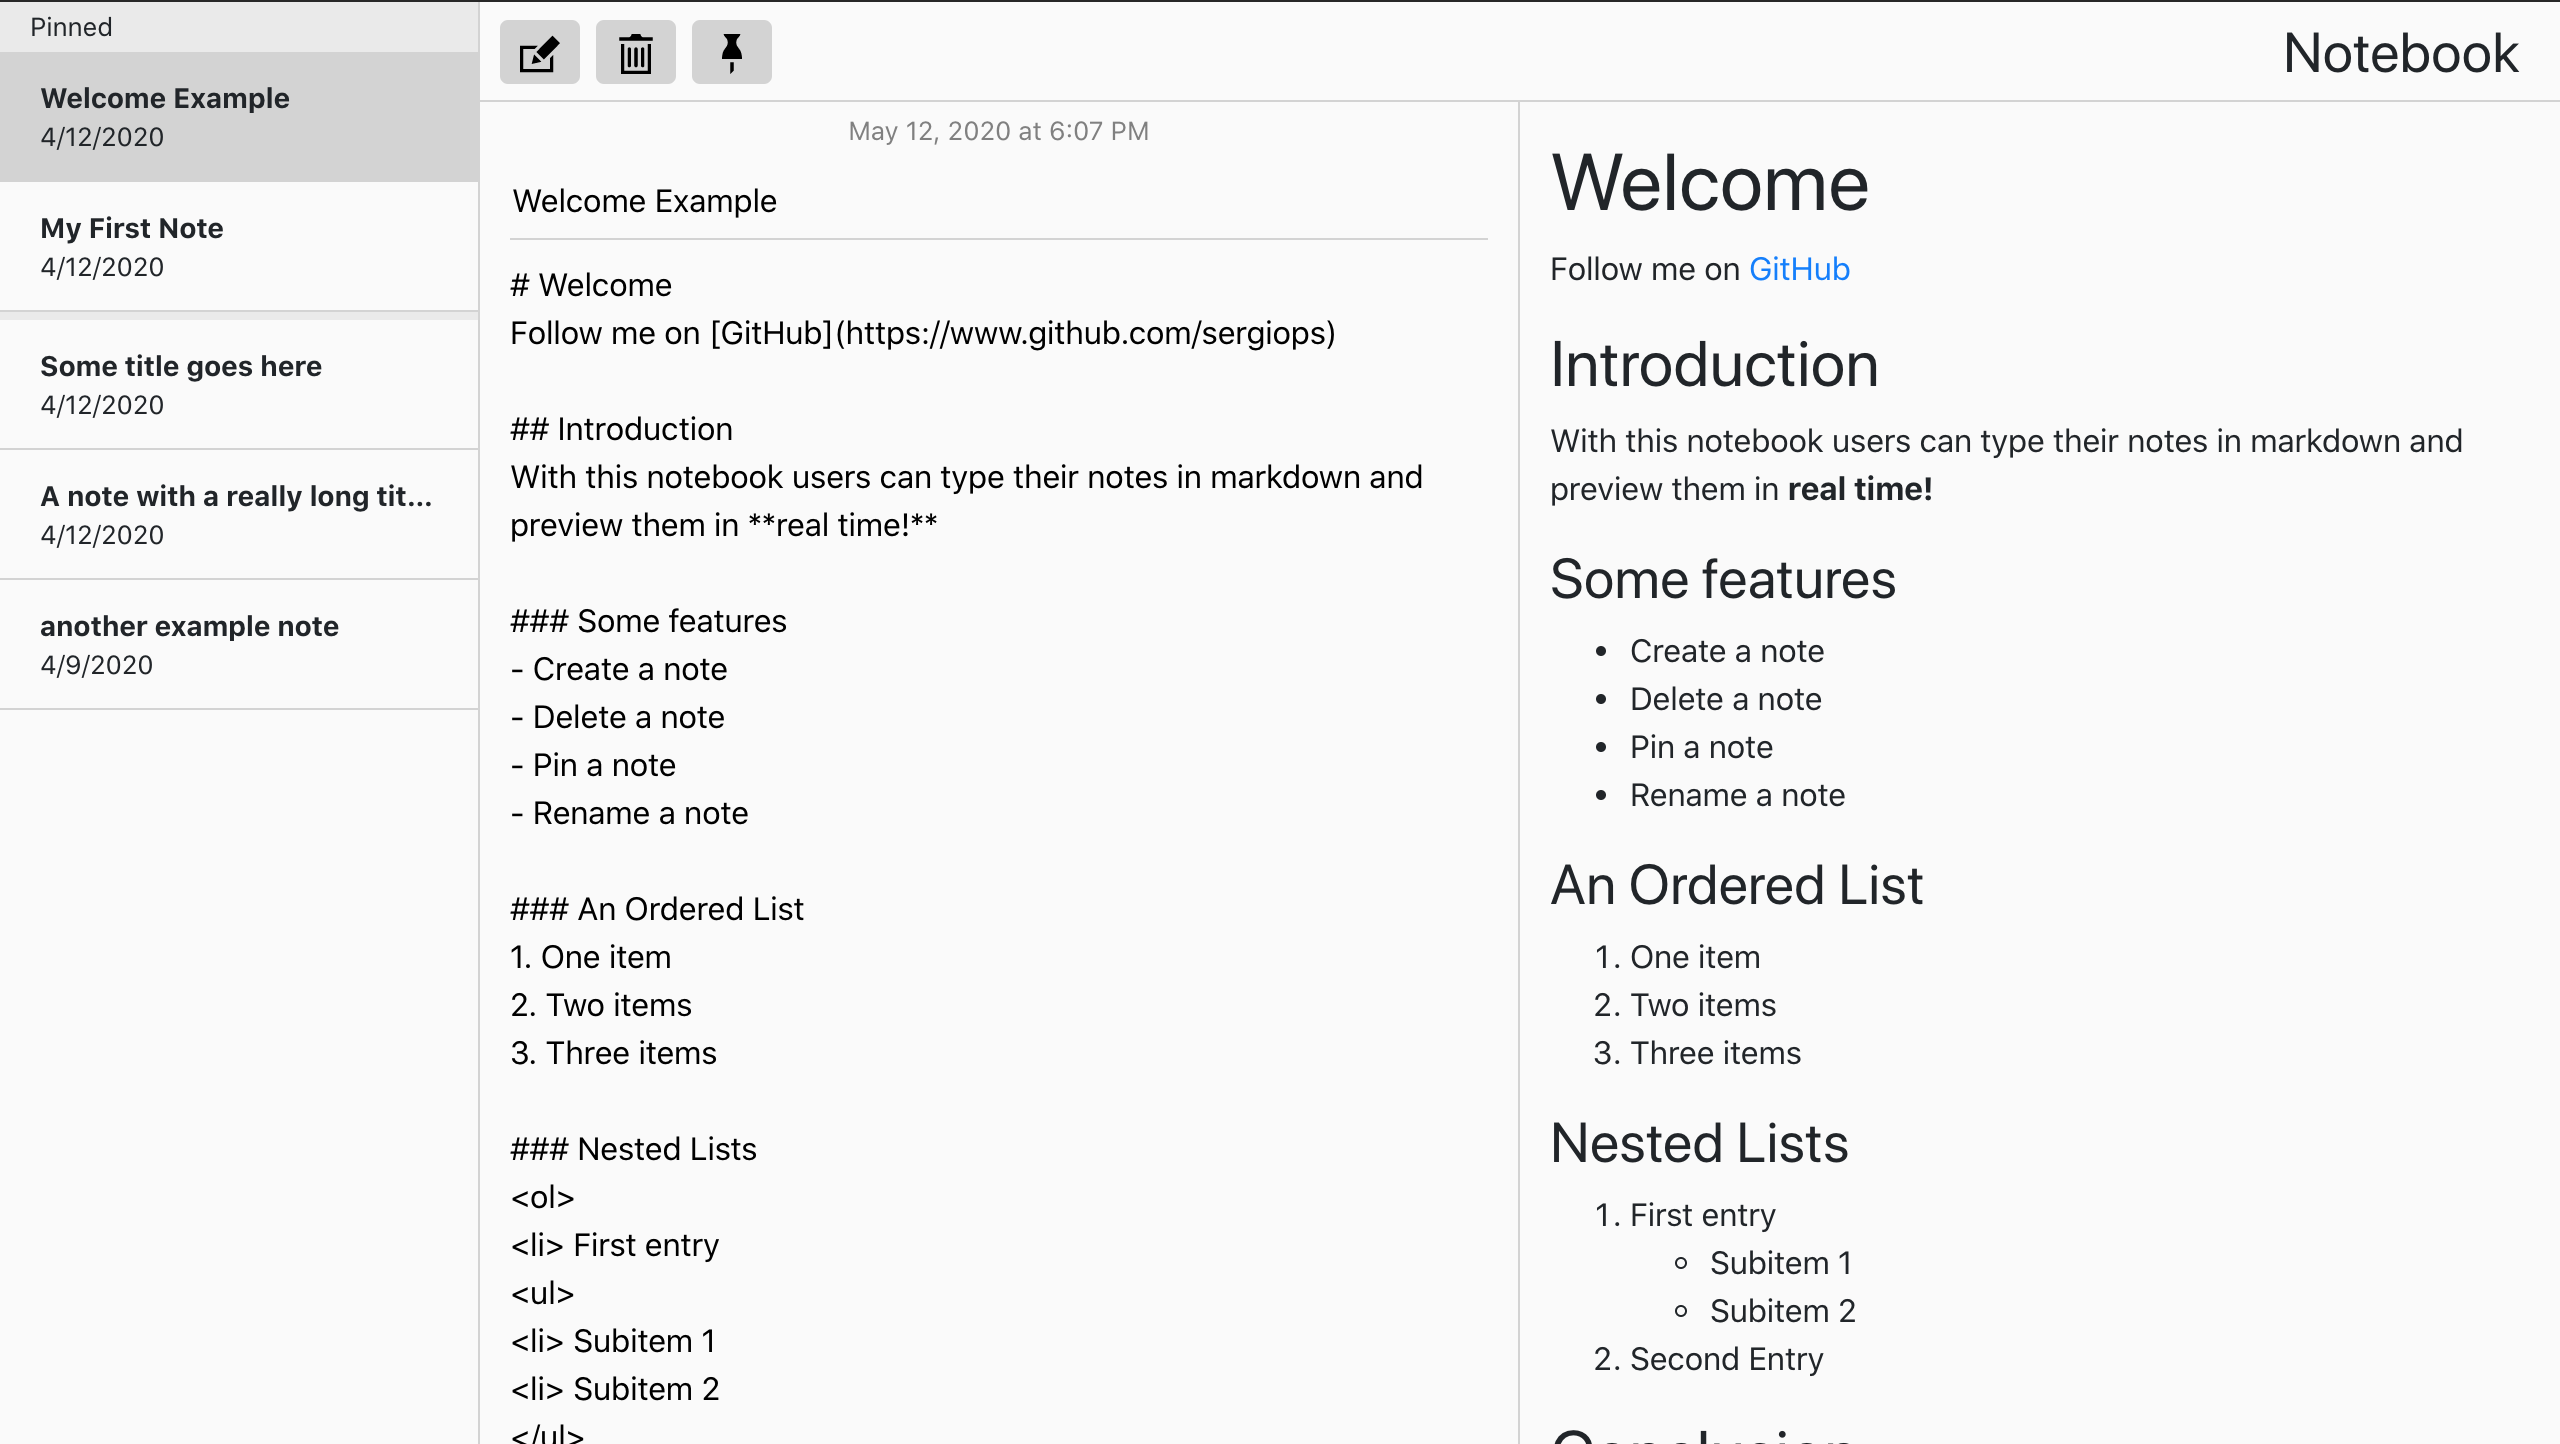 Pinned
Welcome Example
4/12/2020
My First Note
4/12/2020
Some title goes here
4/12/2020
A note with a really long tit...
4/12/2020
another example note
4/9/2020
Notebook
May 12, 2020 at 6:07 PM
Welcome Example
# Welcome
Follow me on [GitHub](https://www.github.com/sergiops)
## Introduction
With this notebook users can type their notes in markdown and
preview them in **real time!**
### Some features
- Create a note
- Delete a note
- Pin a note
- Rename a note
### An Ordered List
1. One item
2. Two items
3. Three items
### Nested Lists
<ol>
<li> First entry
<ul>
<li> Subitem 1
<li> Subitem 2
</ul>
Welcome
Follow me on GitHub
Introduction
With this notebook users can type their notes in markdown and
preview them in real time!
Some features
• Create a note
• Delete a note
• Pin a note
• Rename a note
An Ordered List
1. One item
2. Two items
3. Three items
Nested Lists
1. First entry
◦ Subitem 1
◦ Subitem 2
2. Second Entry
Conclusion